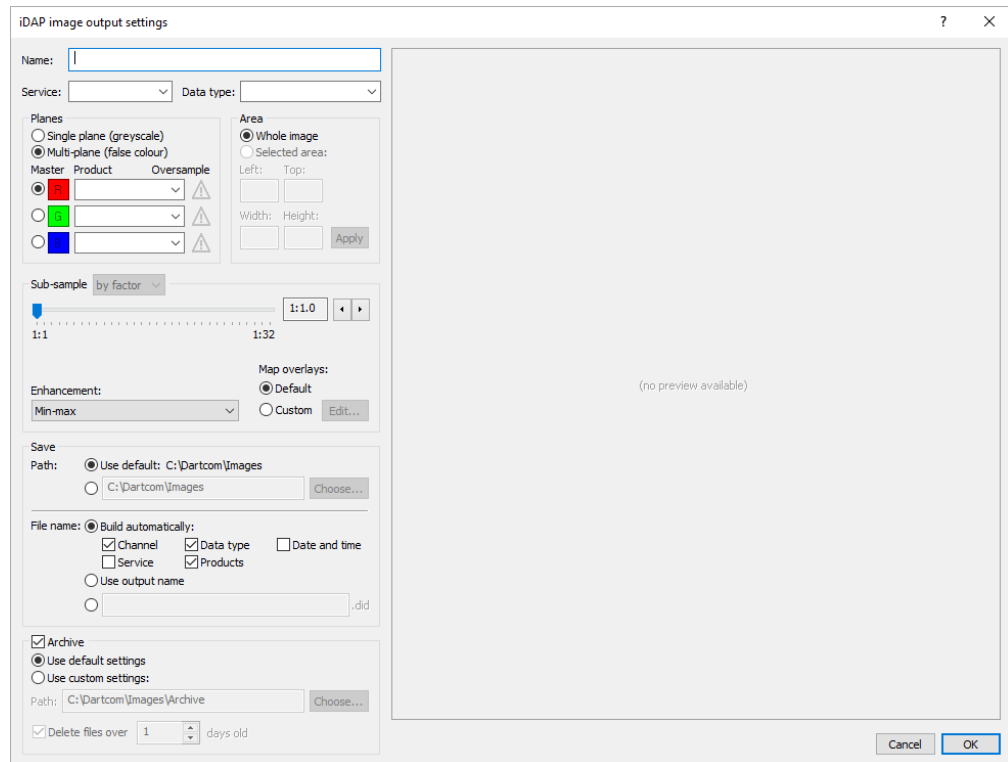 iDAP image output settings
Name:
Service: Data type:
Planes
Single plane (greyscale)
Multi-plane (false colour)
Master Product Oversample
R
G
Area
Whole image
Selected area:
Left: Top:
Width: Height:
Apply
Sub-sample by factor
1:1.0
1:1 1:32
Map overlays:
Default
Custom Edit...
Enhancement:
Min-max
(no preview available)
Save
Path: Use default: C:\Dartcom\Images
C:\Dartcom\Images Choose...
File name: Build automatically:
Channel Data type Date and time
Service Products
Use output name
.did
Archive
Use default settings
Use custom settings:
Path: C:\Dartcom\Images\Archive Choose...
Delete files over 1 days old
Cancel OK